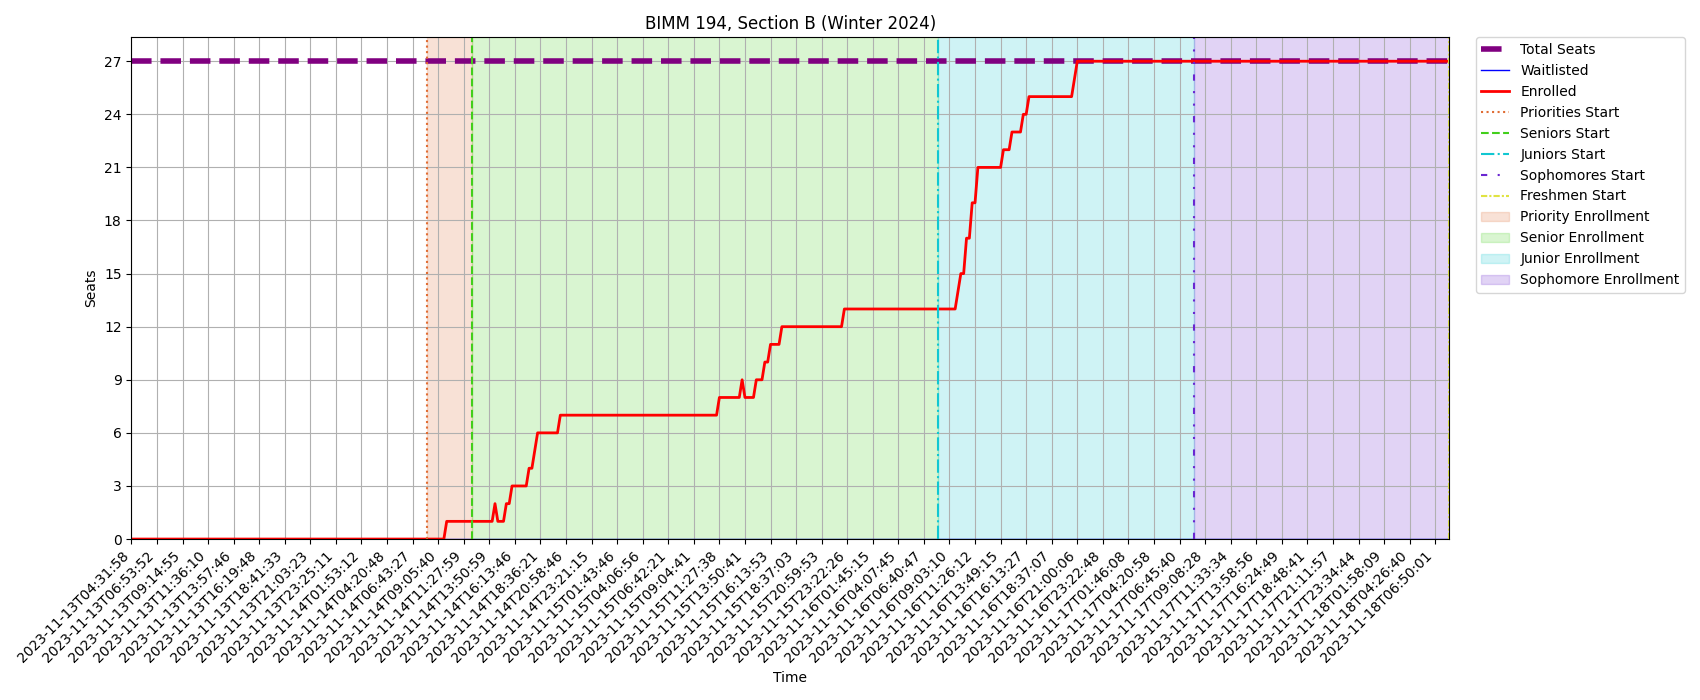 BIMM 194, Section B (Winter 2024)
Total Seats
Waitlisted
Enrolled
Priorities Start
Seniors Start
Juniors Start
Sophomores Start
Freshmen Start
Priority Enrollment
Senior Enrollment
Junior Enrollment
Sophomore Enrollment
Seats
27
24
21
18
15
12
9
6
3
0
2023-11-13T04:31:58
2023-11-13T06:53:52
2023-11-13T09:14:55
2023-11-13T11:36:10
2023-11-13T13:57:46
2023-11-13T16:19:48
2023-11-13T18:41:33
2023-11-13T21:03:23
2023-11-13T23:25:11
2023-11-14T01:53:12
2023-11-14T04:20:48
2023-11-14T06:43:27
2023-11-14T09:05:40
2023-11-14T11:27:59
2023-11-14T13:50:59
2023-11-14T16:13:46
2023-11-14T18:36:21
2023-11-14T20:58:46
2023-11-14T23:21:15
2023-11-15T01:43:46
2023-11-15T04:06:56
2023-11-15T06:42:21
2023-11-15T09:04:41
2023-11-15T11:27:38
2023-11-15T13:50:41
2023-11-15T16:13:53
2023-11-15T18:37:03
2023-11-15T20:59:53
2023-11-15T23:22:26
2023-11-16T01:45:15
2023-11-16T04:07:45
2023-11-16T06:40:47
2023-11-16T09:03:10
2023-11-16T11:26:12
2023-11-16T13:49:15
2023-11-16T16:13:27
2023-11-16T18:37:07
2023-11-16T21:00:06
2023-11-16T23:22:48
2023-11-17T01:46:09
2023-11-17T04:20:58
2023-11-17T06:45:40
2023-11-17T09:08:28
2023-11-17T11:33:34
2023-11-17T13:58:56
2023-11-17T16:24:49
2023-11-17T18:48:41
2023-11-17T21:11:57
2023-11-17T23:34:44
2023-11-18T01:58:09
2023-11-18T04:26:40
2023-11-18T06:50:01
Time